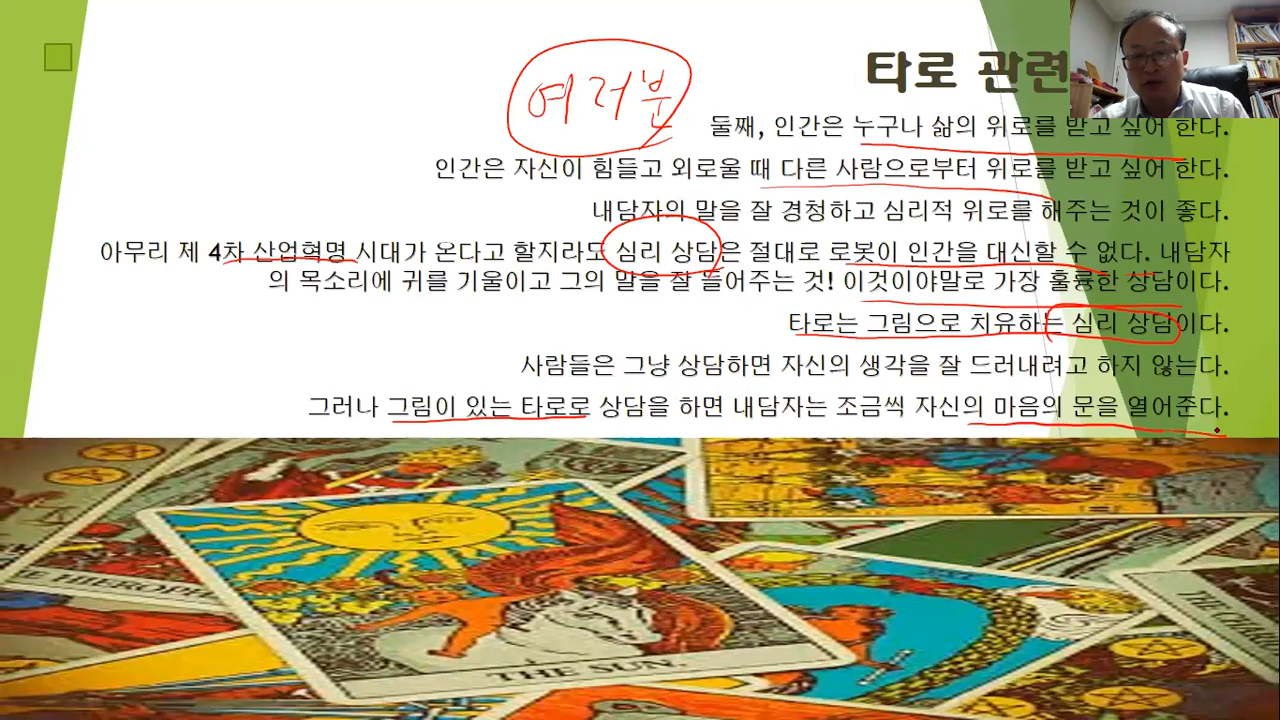 타로 관련
여러분
둘째, 인간은 누구나 삶의 위로를 받고 싶어 한다.
인간은 자신이 힘들고 외로울 때 다른 사람으로부터 위로를 받고 싶어 한다.
내담자의 말을 잘 경청하고 심리적 위로를 해주는 것이 좋다.
아무리 제 4차 산업혁명 시대가 온다고 할지라도 심리 상담은 절대로 로봇이 인간을 대신할 수 없다. 내담자
의 목소리에 귀를 기울이고 그의 말을 잘 들어주는 것! 이것이야말로 가장 훌륭한 상담이다.
타로는 그림으로 치유하는 심리 상담이다.
사람들은 그냥 상담하면 자신의 생각을 잘 드러내려고 하지 않는다.
그러나 그림이 있는 타로로 상담을 하면 내담자는 조금씩 자신의 마음의 문을 열어준다.
THE SUN.